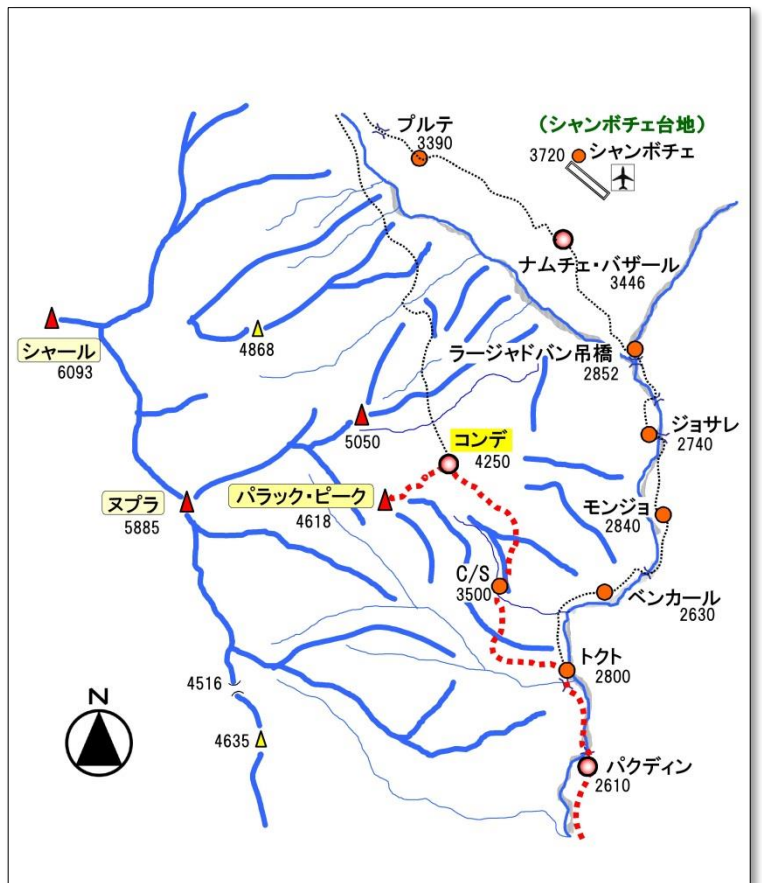 (シャンボチェ台地)
プルテ
3390
3720 シャンボチェ
ナムチェ・バザール
3446
シャール
6093
4868
ラージャドバン吊橋
2852
ジョサレ
2740
5050
コンデ
4250
パラック・ピーク
4618
ヌプラ
5885
モンジョ
2840
C/S
3500
ベンカール
2630
トクト
2800
4516
N
4635
パクディン
2610